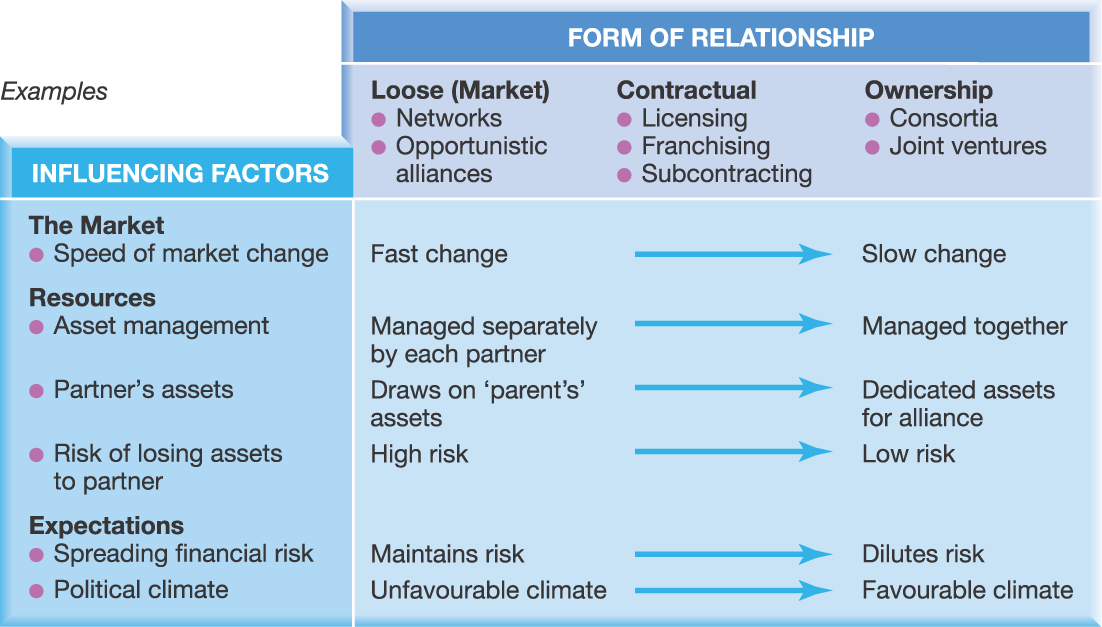 FORM OF RELATIONSHIP
Examples
Loose (Market)
Networks
Opportunistic
alliances
Contractual
Licensing
Franchising
Subcontracting
Ownership
Consortia
Joint ventures
INFLUENCING FACTORS
The Market
Speed of market change
Fast change
Slow change
Resources
Asset management
Managed separately
by each partner
Managed together
Partner’s assets
Draws on ‘parent’s’
assets
Dedicated assets
for alliance
Risk of losing assets
to partner
High risk
Low risk
Expectations
Spreading financial risk
Maintains risk
Dilutes risk
Political climate
Unfavourable climate
Favourable climate